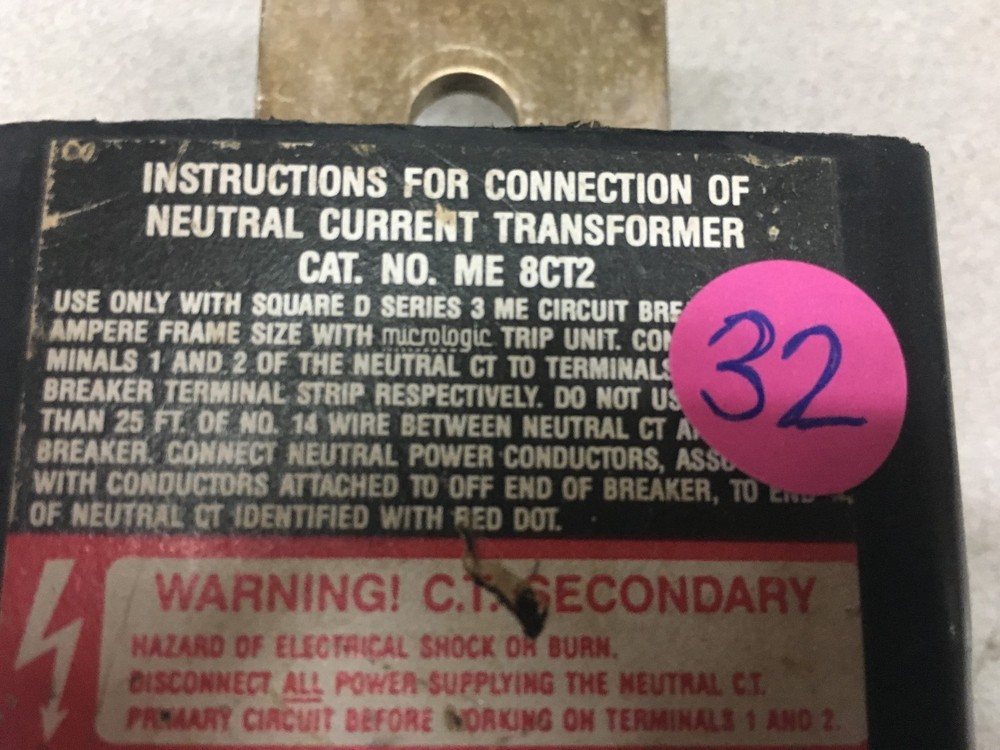 INSTRUCTIONS FOR CONNECTION OF
NEUTRAL CURRENT TRANSFORMER
CAT. NO. ME 8CT2
USE ONLY WITH SQUARE D SERIES 3 ME CIRCUIT
AMPERE FRAME SIZE WITH micrologic TRIP UNIT.
MINALS 1 AND 2 OF THE NEUTRAL CT TO TERMINALS
BREAKER TERMINAL STRIP RESPECTIVELY. DO NOT
THAN 25 FT. OF NO. 14 WIRE BETWEEN NEUTRAL CT
BREAKER. CONNECT NEUTRAL POWER CONDUCTORS,
WITH CONDUCTORS ATTACHED TO OFF END OF BREAKER, TO END
OF NEUTRAL CT IDENTIFIED WITH RED DOT.
32
WARNING! C.T. SECONDARY
HAZARD OF ELECTRICAL SHOCK OR BURN.
DISCONNECT ALL POWER SUPPLYING THE NEUTRAL C.T.
PRIMARY CIRCUIT BEFORE WORKING ON TERMINALS 1 AND 2.